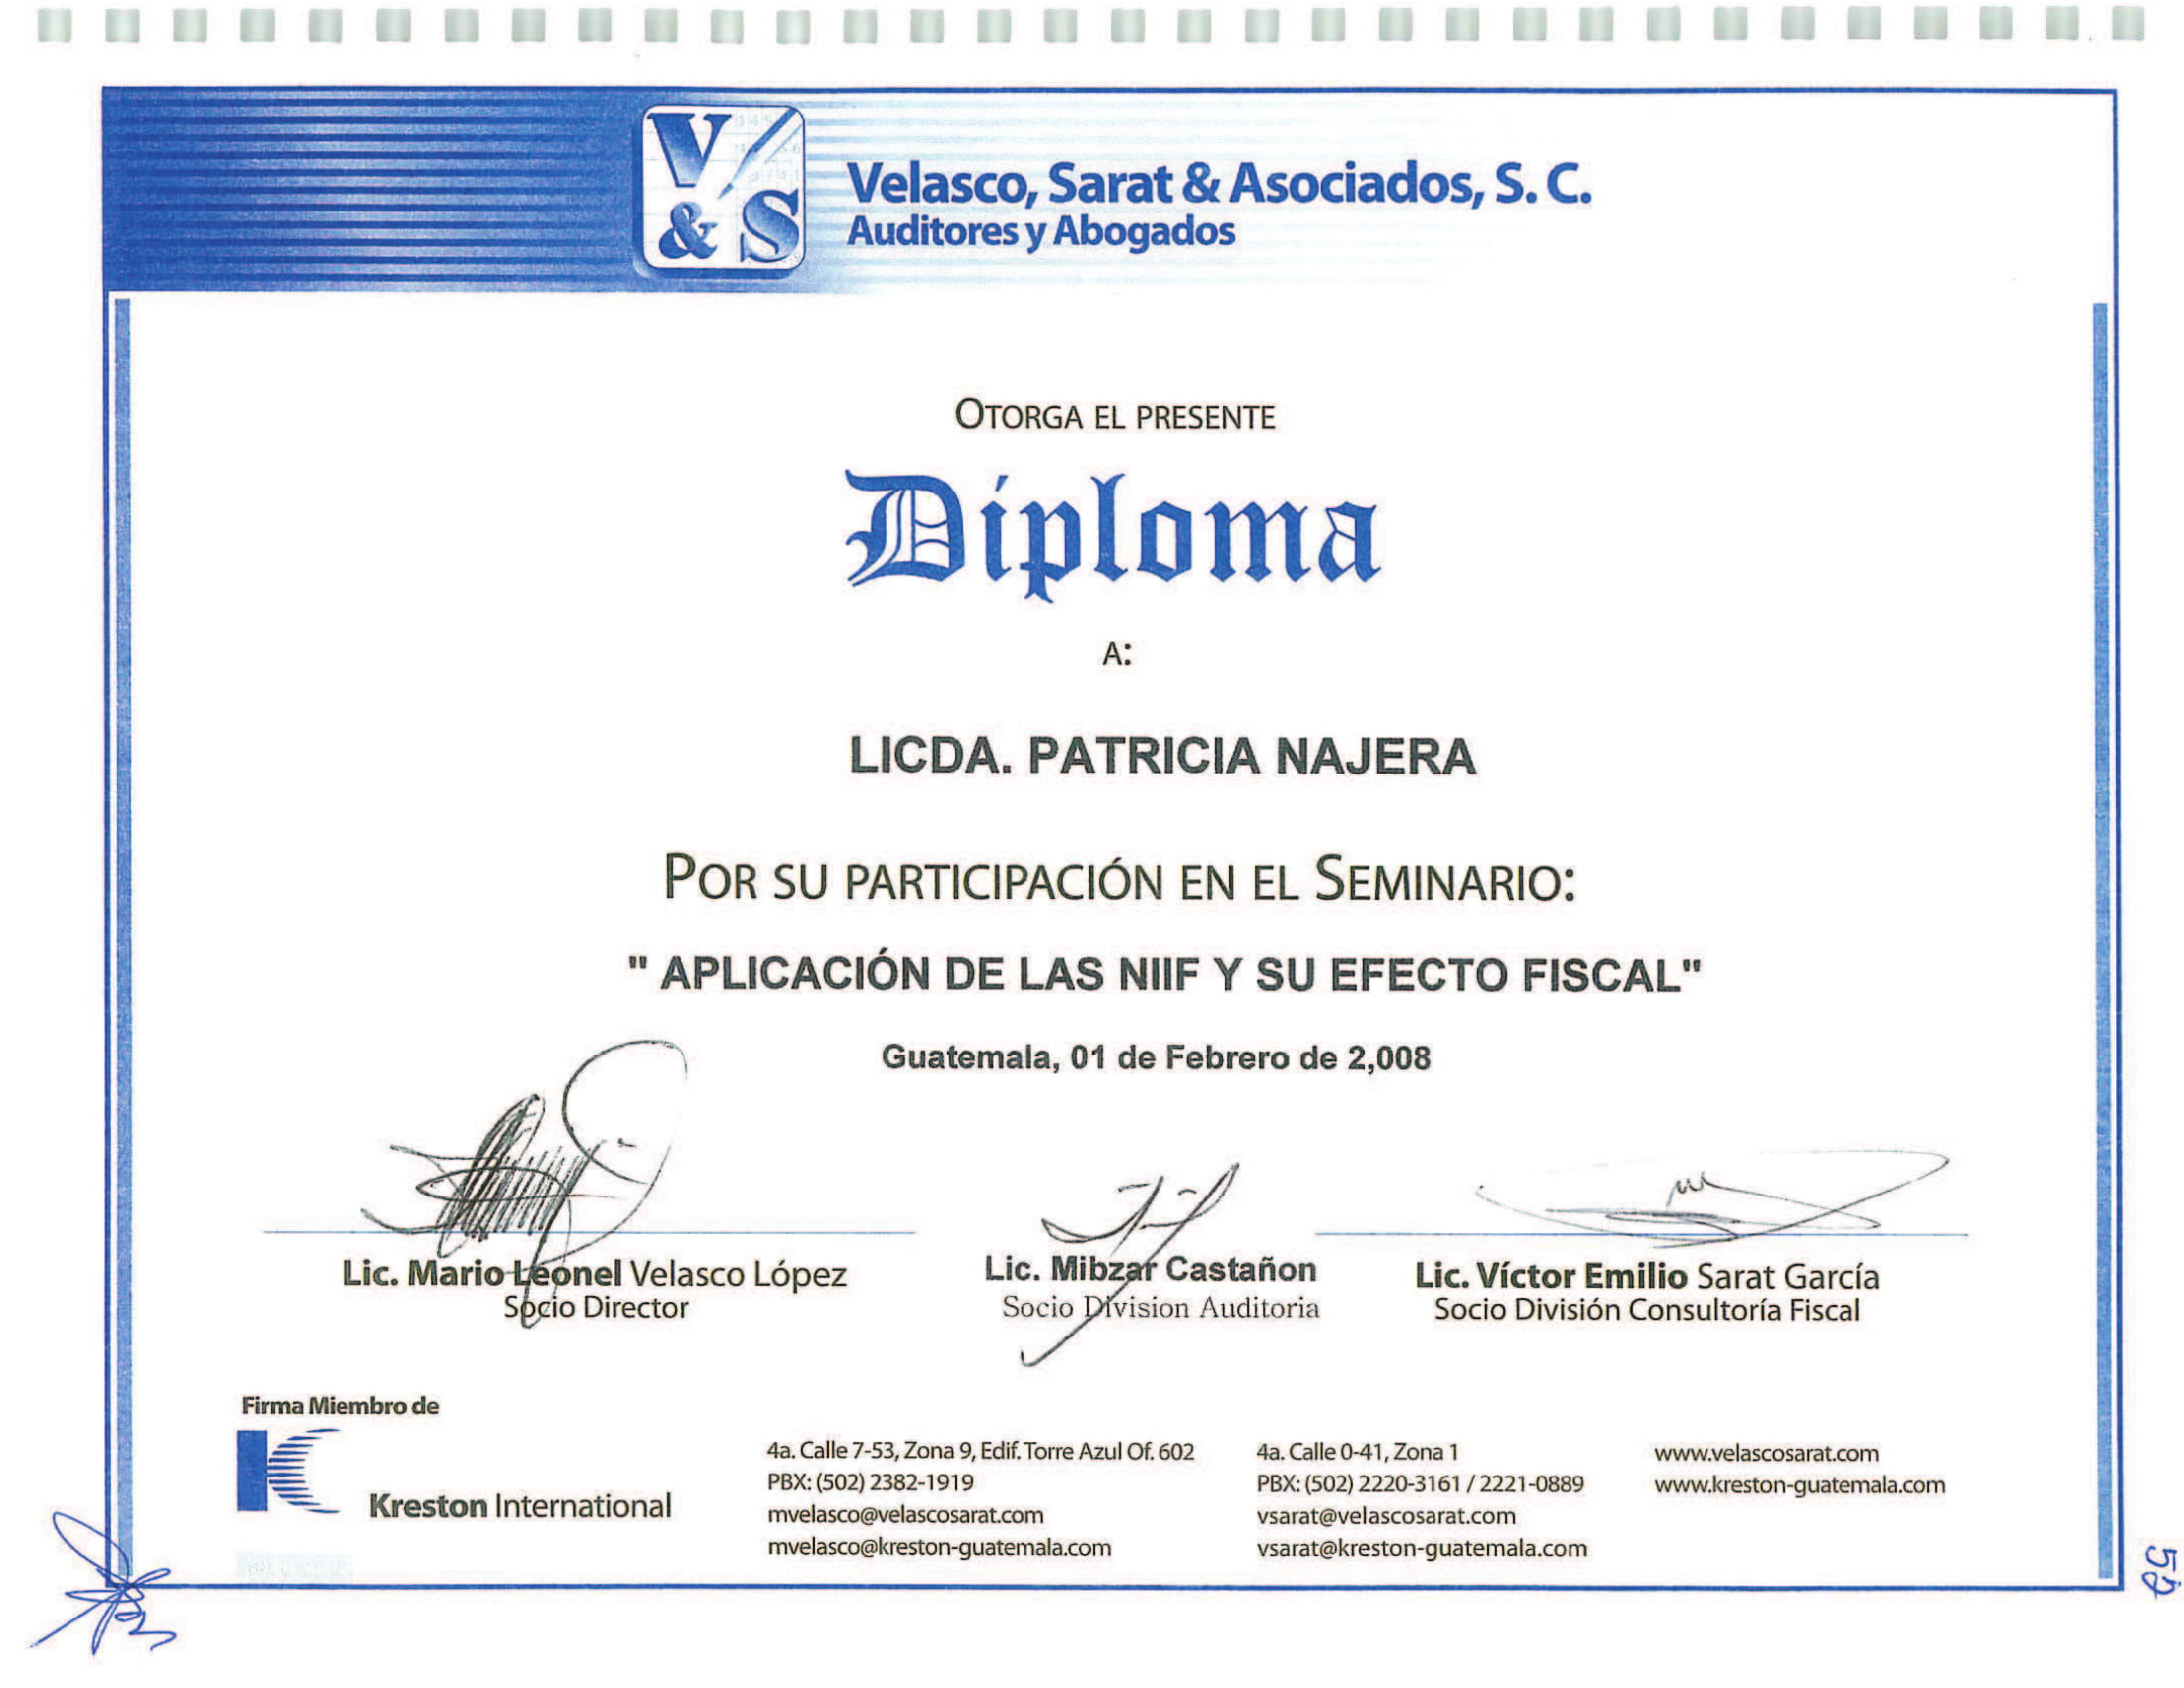 V & S
Velasco, Sarat & Asociados, S. C.
Auditores y Abogados
OTORGA EL PRESENTE
Diploma
A:
LICDA. PATRICIA NAJERA
POR SU PARTICIPACIÓN EN EL SEMINARIO:
" APLICACIÓN DE LAS NIIF Y SU EFECTO FISCAL"
Guatemala, 01 de Febrero de 2,008
Lic. Mario Leonel Velasco López
Socio Director
Lic. Mibzar Castañon
Socio Division Auditoria
Lic. Víctor Emilio Sarat García
Socio División Consultoría Fiscal
Firma Miembro de
Kreston International
4a. Calle 7-53, Zona 9, Edif. Torre Azul Of. 602
PBX: (502) 2382-1919
mvelasco@velascosarat.com
mvelasco@kreston-guatemala.com
4a. Calle 0-41, Zona 1
PBX: (502) 2220-3161 / 2221-0889
vsarat@velascosarat.com
vsarat@kreston-guatemala.com
www.velascosarat.com
www.kreston-guatemala.com